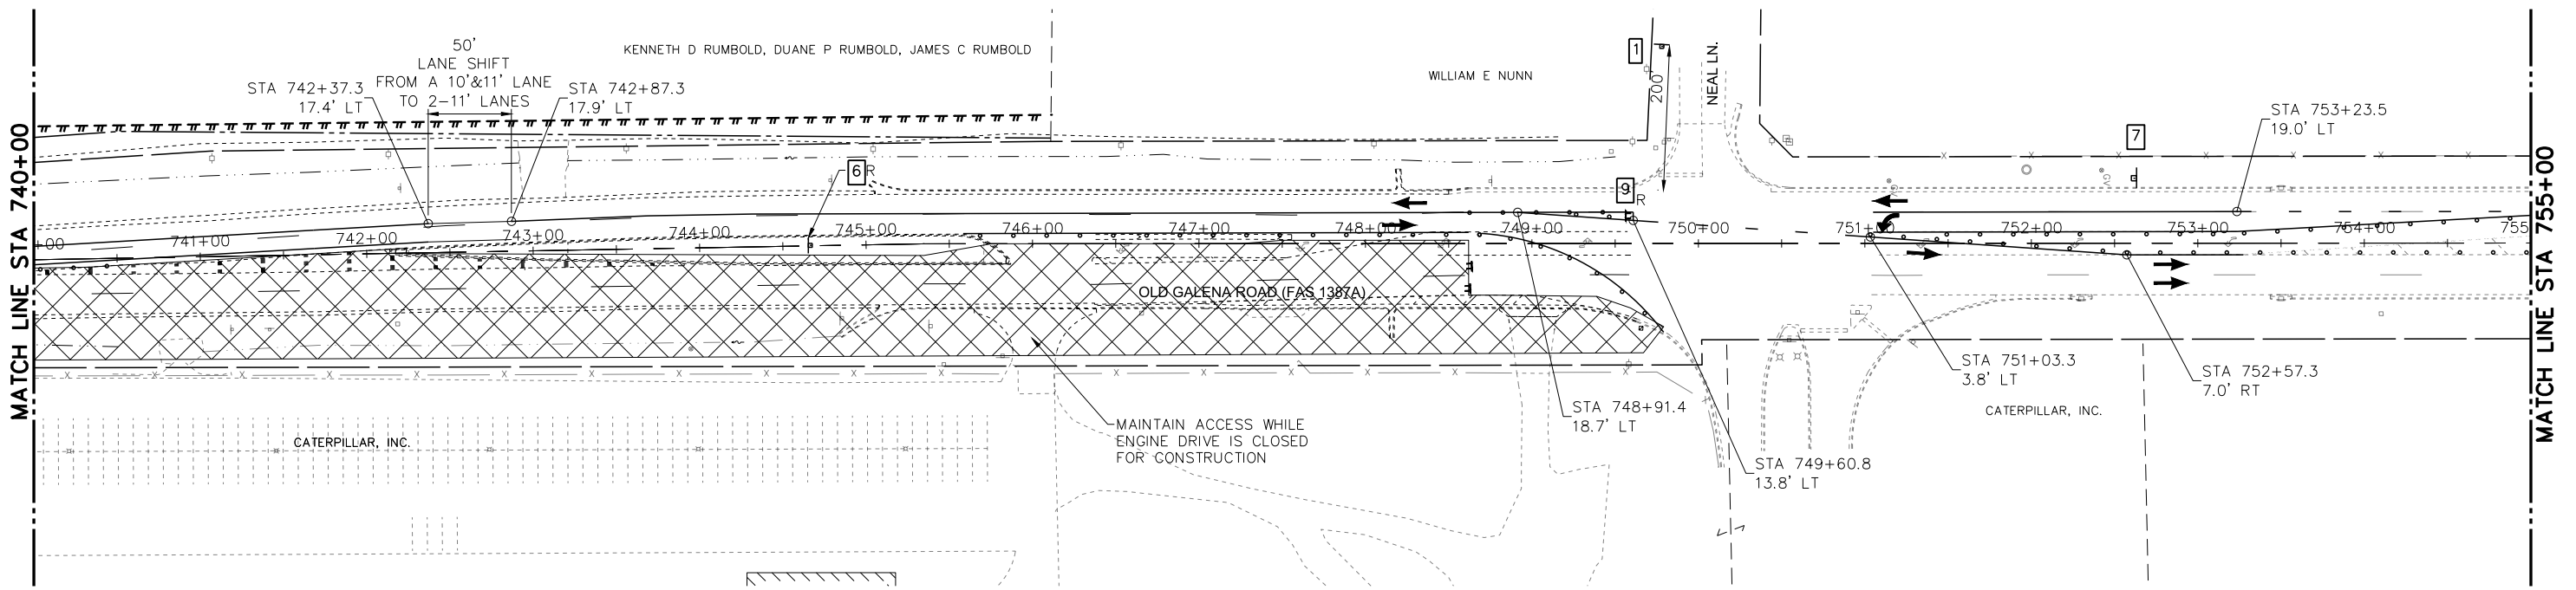 MATCH LINE STA 740+00
50'
LANE SHIFT
FROM A 10'&11' LANE
TO 2-11' LANES
STA 742+37.3
17.4' LT
STA 742+87.3
17.9' LT
KENNETH D RUMBOLD, DUANE P RUMBOLD, JAMES C RUMBOLD
WILLIAM E NUNN
1
200'
NEAL LN.
STA 753+23.5
19.0' LT
7
6 R
9
R
+00
741+00
742+00
743+00
744+00
745+00
746+00
747+00
748+00
749+00
750+00
751+00
752+00
753+00
754+00
755
GV
OLD GALENA ROAD (FAS 1387A)
STA 751+03.3
3.8' LT
STA 752+57.3
7.0' RT
STA 748+91.4
18.7' LT
CATERPILLAR, INC.
MAINTAIN ACCESS WHILE
ENGINE DRIVE IS CLOSED
FOR CONSTRUCTION
CATERPILLAR, INC.
STA 749+60.8
13.8' LT
MATCH LINE STA 755+00